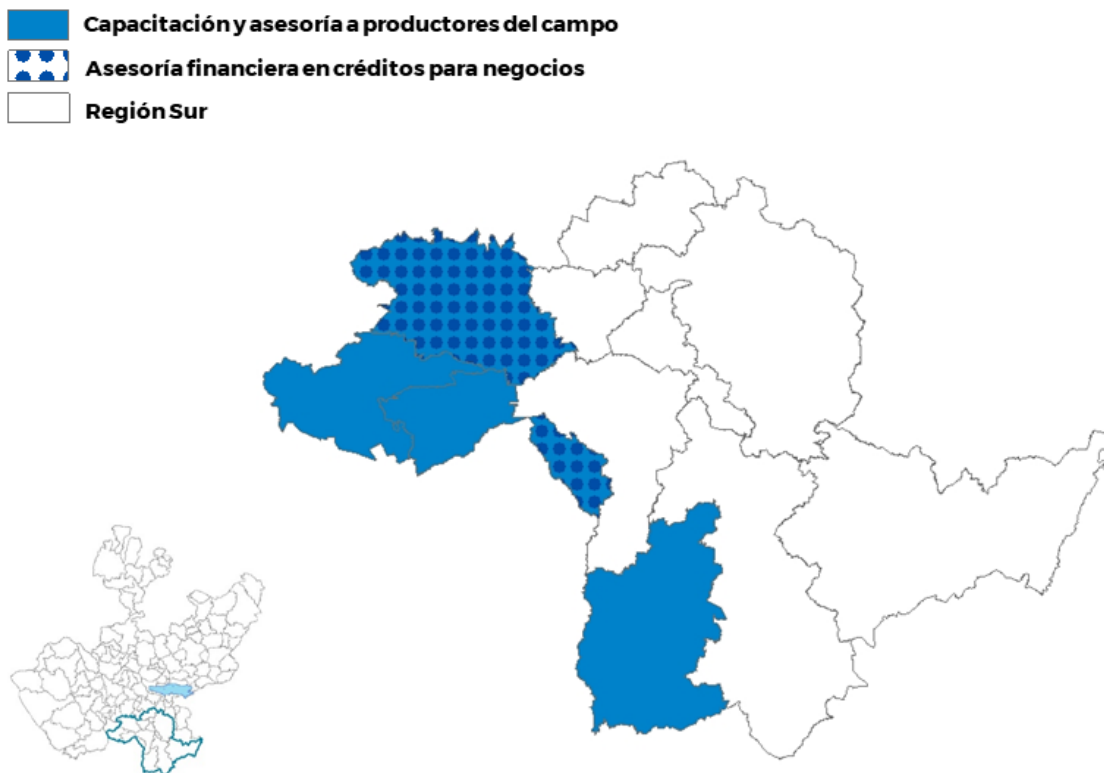 Capacitación y asesoría a productores del campo
Asesoría financiera en créditos para negocios
Región Sur